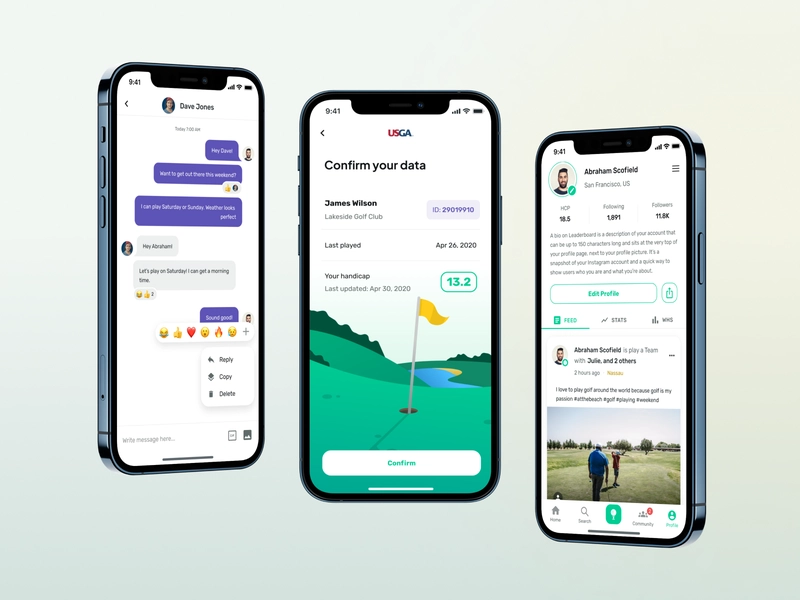 9:41
Dave Jones
Today 7:00 AM
Hey Dave!
Want to get out there this weekend?
I can play Saturday or Sunday. Weather looks
perfect
Hey Abraham!
Let's play on Saturday! I can get a morning
time.
2
Sound good!
Reply
Copy
Delete
Write message here...
GIF
9:41
USGA
Confirm your data
James Wilson
Lakeside Golf Club
ID: 29019910
Last played
Apr 26, 2020
Your handicap
Last updated: Apr 30, 2020
13.2
Confirm
9:41
Abraham Scofield
San Francisco, US
HCP
18.5
Following
1,891
Followers
11.8K
A bio on Leaderboard is a description of your account that
can be up to 150 characters long and sits at the very top of
your profile page, next to your profile picture. It's a
snapshot of your Instagram account and a quick way to
show users who you are and what you're about.
Edit Profile
FEED
STATS
WHS
Abraham Scofield is play a Team
with Julie, and 2 others
2 hours ago
Nassau
I love to play golf around the world because golf is my
passion #atthebeach #golf #playing #weekend
Home
Search
2
Community
Profile